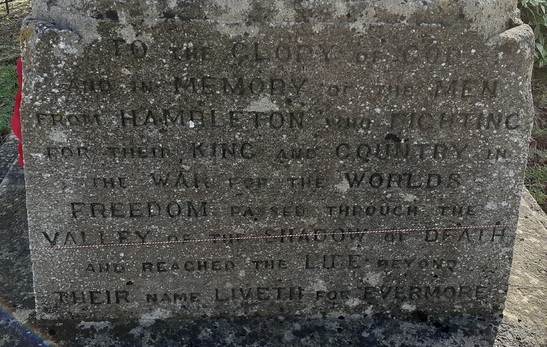 TO THE GLORY OF GOD
AND IN MEMORY OF THE MEN
FROM HAMBLETON WHO FIGHTING
FOR THEIR KING AND COUNTRY IN
THE WAR FOR THE WORLDS
FREEDOM PASSED THROUGH THE
VALLEY OF THE SHADOW OF DEATH
AND REACHED THE LIFE BEYOND
THEIR NAME LIVETH FOR EVERMORE